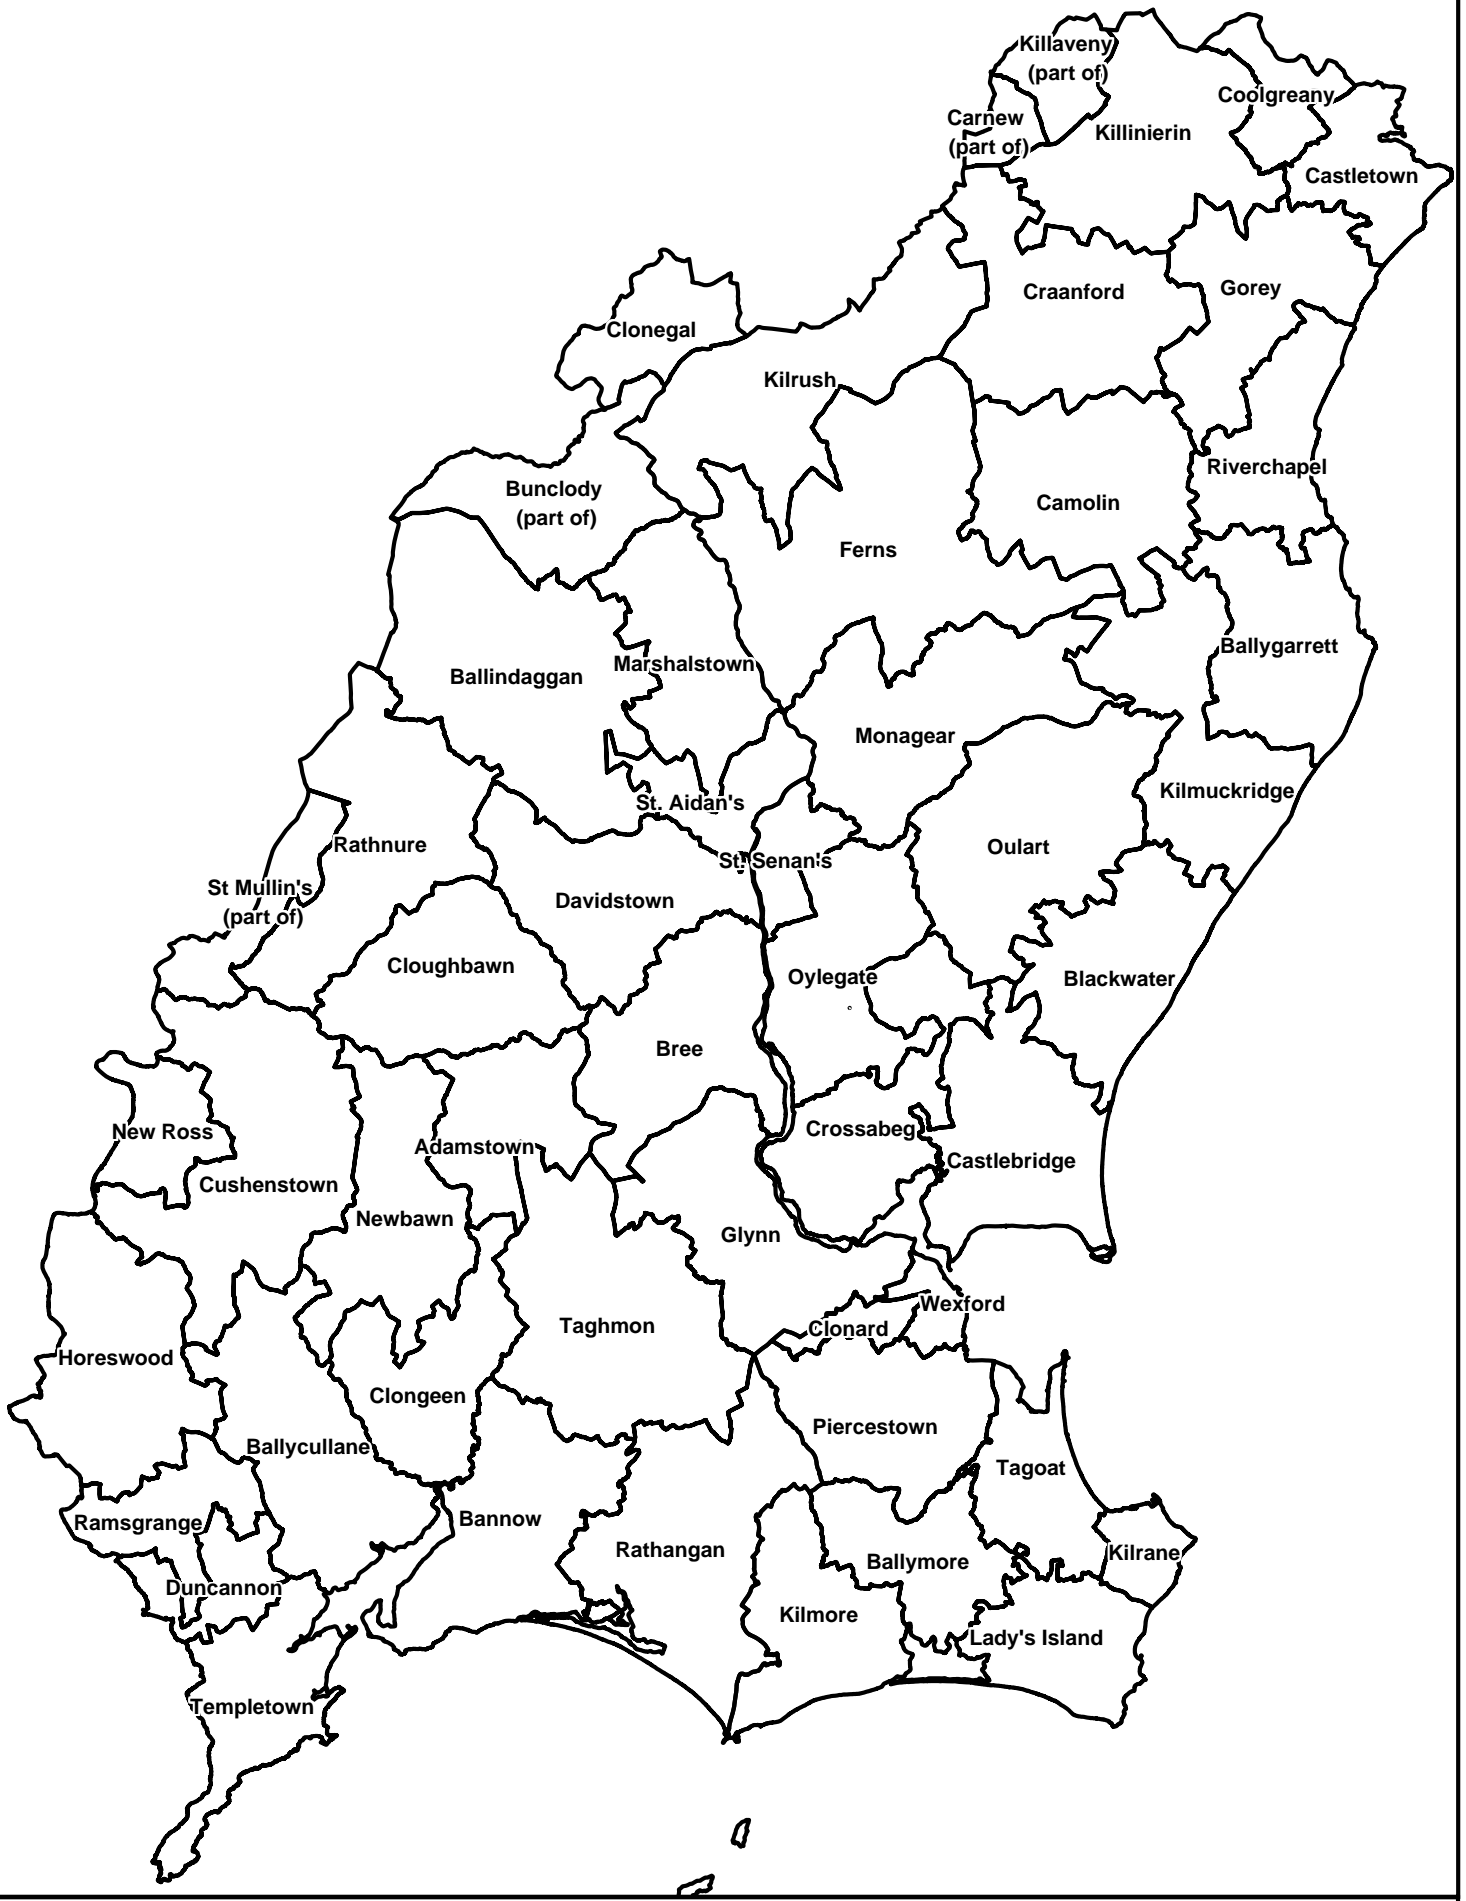 Killaveny
(part of)
Coolgreany
Carnew
(part of)
Killinierin
Castletown
Craanford
Gorey
Clonegal
Kilrush
Riverchapel
Bunclody
(part of)
Camolin
Ferns
Ballygarrett
Marshalstown
Ballindaggan
Monagear
Kilmuckridge
St. Aidan's
Rathnure
Oulart
St. Senan's
St Mullin's
(part of)
Davidstown
Cloughbawn
Oylegate
Blackwater
Bree
New Ross
Crossabeg
Adamstown
Castlebridge
Cushenstown
Newbawn
Glynn
Wexford
Taghmon
Clonard
Horeswood
Clongeen
Piercestown
Ballycullane
Tagoat
Bannow
Ramsgrange
Rathangan
Kilrane
Ballymore
Duncannon
Kilmore
Lady's Island
Templetown